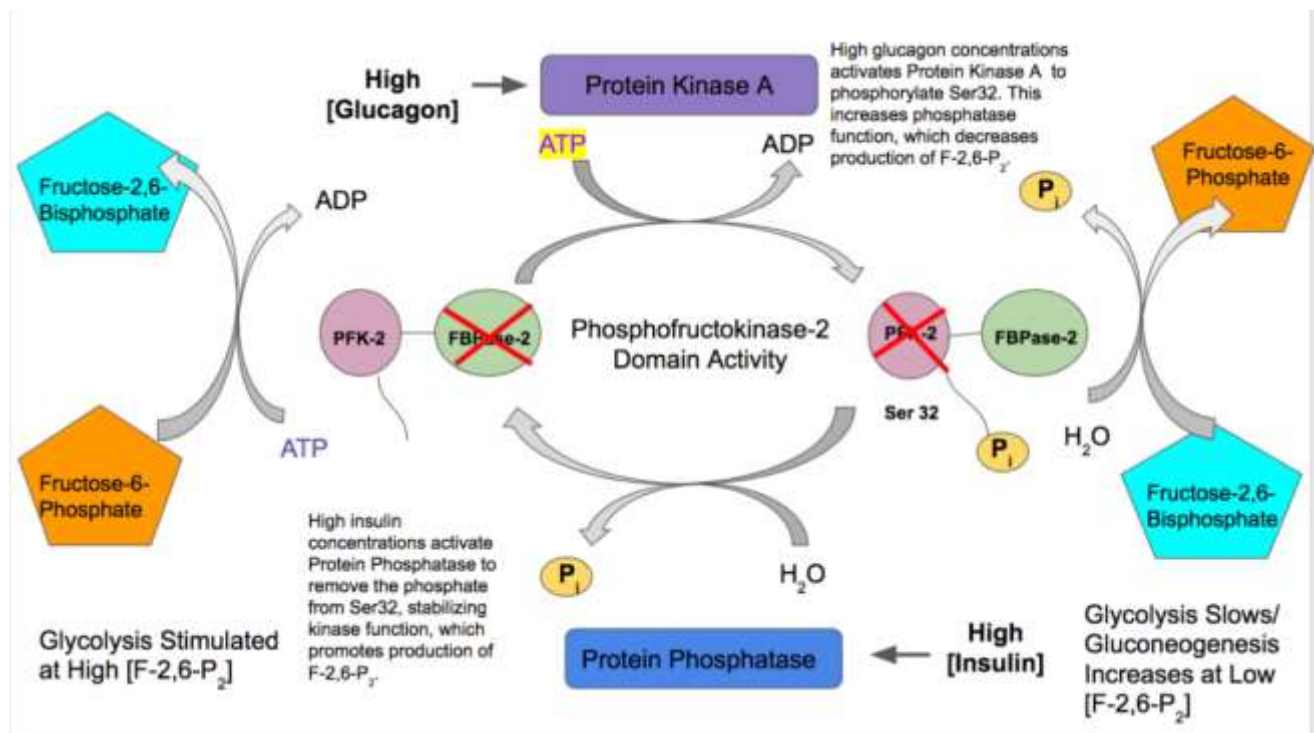 High
[Glucagon]
Protein Kinase A
High glucagon concentrations
activates Protein Kinase A to
phosphorylate Ser32. This
increases phosphatase
function, which decreases
production of F-2,6-P₂.
ATP
ADP
Fructose-2,6-
Bisphosphate
ADP
Pi
Fructose-6-
Phosphate
PFK-2
FBPase-2
Phosphofructokinase-2
Domain Activity
PFK-2
FBPase-2
Ser 32
Pi
H₂O
ATP
Fructose-6-
Phosphate
Fructose-2,6-
Bisphosphate
High insulin
concentrations activate
Protein Phosphatase to
remove the phosphate
from Ser32, stabilizing
kinase function, which
promotes production of
F-2,6-P₂.
Pi
H₂O
Glycolysis Stimulated
at High [F-2,6-P₂]
Protein Phosphatase
High
[Insulin]
Glycolysis Slows/
Gluconeogenesis
Increases at Low
[F-2,6-P₂]